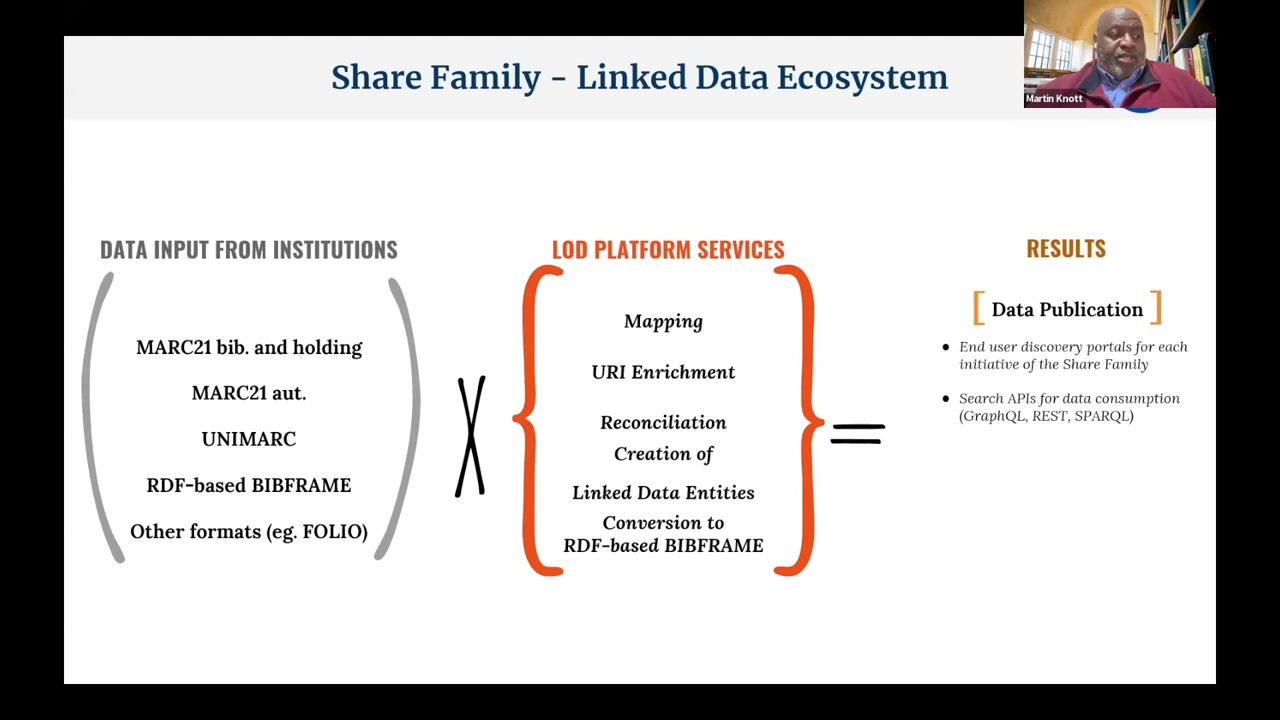 Share Family - Linked Data Ecosystem
Martin Knott
DATA INPUT FROM INSTITUTIONS
MARC21 bib. and holding
MARC21 aut.
UNIMARC
RDF-based BIBFRAME
Other formats (eg. FOLIO)
X
LOD PLATFORM SERVICES
Mapping
URI Enrichment
Reconciliation
Creation of
Linked Data Entities
Conversion to
RDF-based BIBFRAME
=
RESULTS
[ Data Publication ]
● End user discovery portals for each
initiative of the Share Family
● Search APIs for data consumption
(GraphQL, REST, SPARQL)